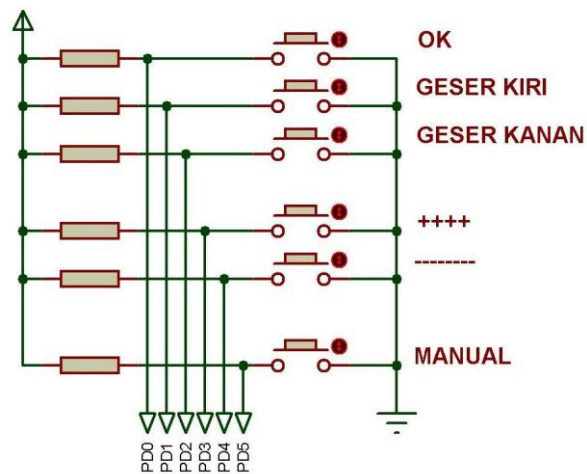 OK
GESER KIRI
GESER KANAN
++++
--------
MANUAL
PD0
PD1
PD2
PD3
PD4
PD5